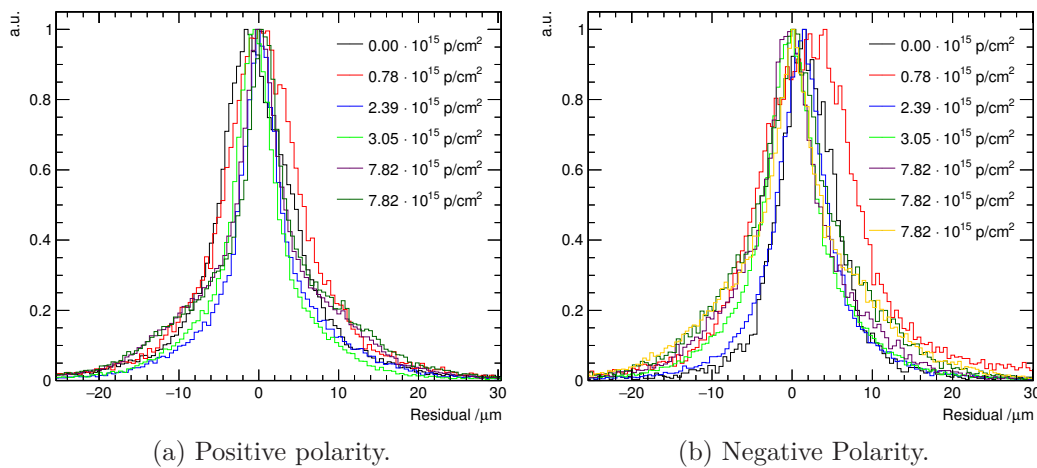 a.u.
1
0.8
0.6
0.4
0.2
0
−20 −10 0 10 20 30
Residual /μm
0.00 · 10¹⁵ p/cm²
0.78 · 10¹⁵ p/cm²
2.39 · 10¹⁵ p/cm²
3.05 · 10¹⁵ p/cm²
7.82 · 10¹⁵ p/cm²
7.82 · 10¹⁵ p/cm²
(a) Positive polarity.
a.u.
1
0.8
0.6
0.4
0.2
0
−20 −10 0 10 20 30
Residual /μm
0.00 · 10¹⁵ p/cm²
0.78 · 10¹⁵ p/cm²
2.39 · 10¹⁵ p/cm²
3.05 · 10¹⁵ p/cm²
7.82 · 10¹⁵ p/cm²
7.82 · 10¹⁵ p/cm²
7.82 · 10¹⁵ p/cm²
(b) Negative Polarity.